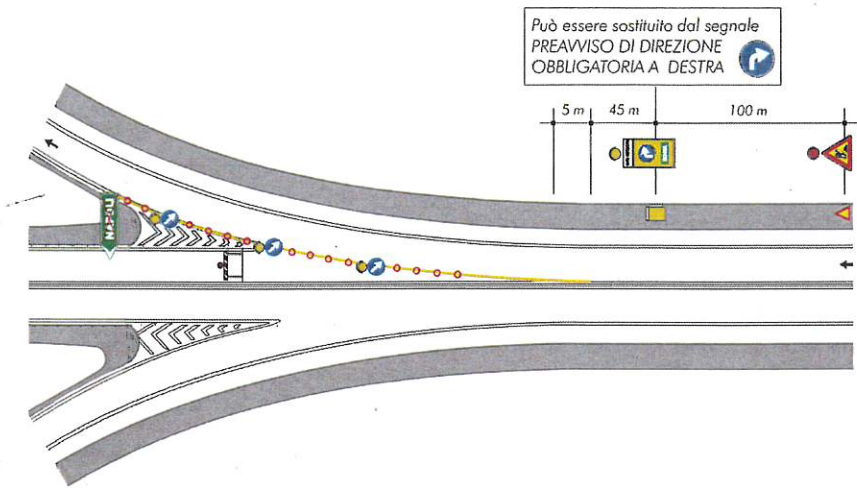 Può essere sostituito dal segnale
PREAVVISO DI DIREZIONE
OBBLIGATORIA A DESTRA
5 m
45 m
100 m